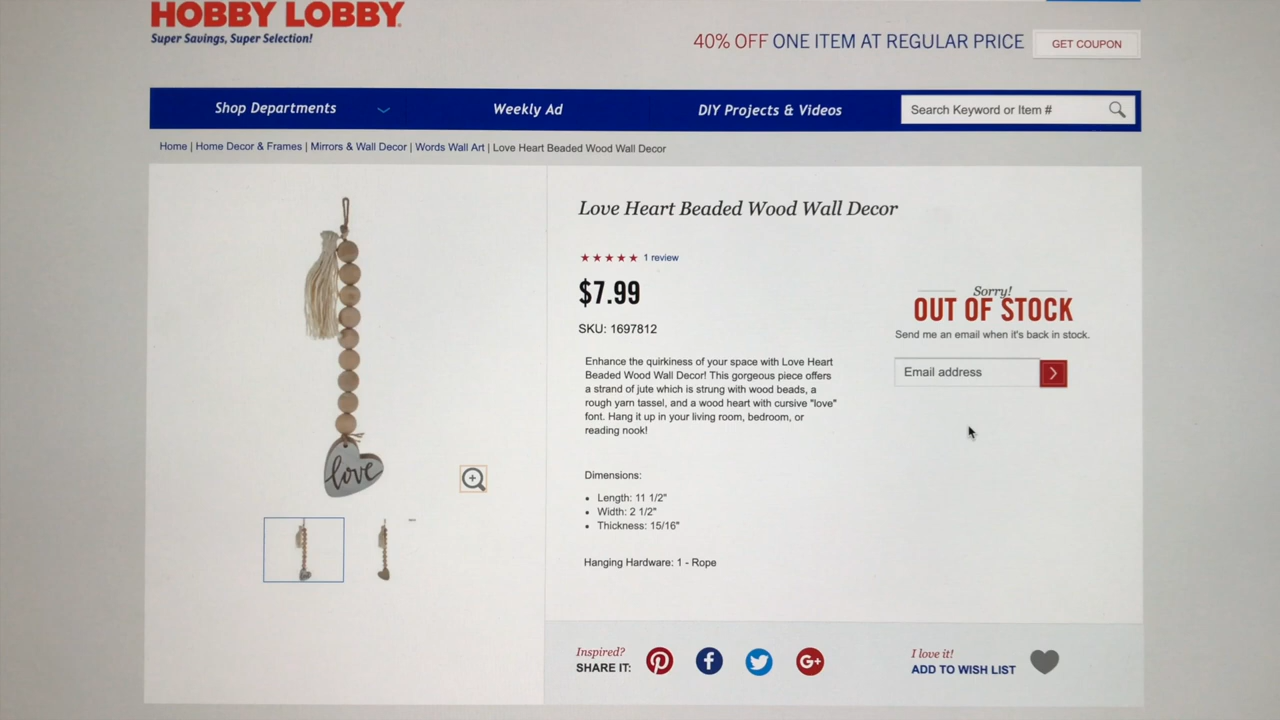 HOBBY LOBBY
Super Savings, Super Selection!
40% OFF ONE ITEM AT REGULAR PRICE
GET COUPON
Shop Departments
Weekly Ad
DIY Projects & Videos
Search Keyword or Item #
Home | Home Decor & Frames | Mirrors & Wall Decor | Words Wall Art | Love Heart Beaded Wood Wall Decor
love
Love Heart Beaded Wood Wall Decor
1 review
$7.99
SKU: 1697812
Enhance the quirkiness of your space with Love Heart
Beaded Wood Wall Decor! This gorgeous piece offers
a strand of jute which is strung with wood beads, a
rough yarn tassel, and a wood heart with cursive "love"
font. Hang it up in your living room, bedroom, or
reading nook!
Dimensions:
• Length: 11 1/2"
• Width: 2 1/2"
• Thickness: 15/16"
Hanging Hardware: 1 - Rope
Sorry!
OUT OF STOCK
Send me an email when it's back in stock.
Email address
Inspired?
SHARE IT:
G+
I love it!
ADD TO WISH LIST